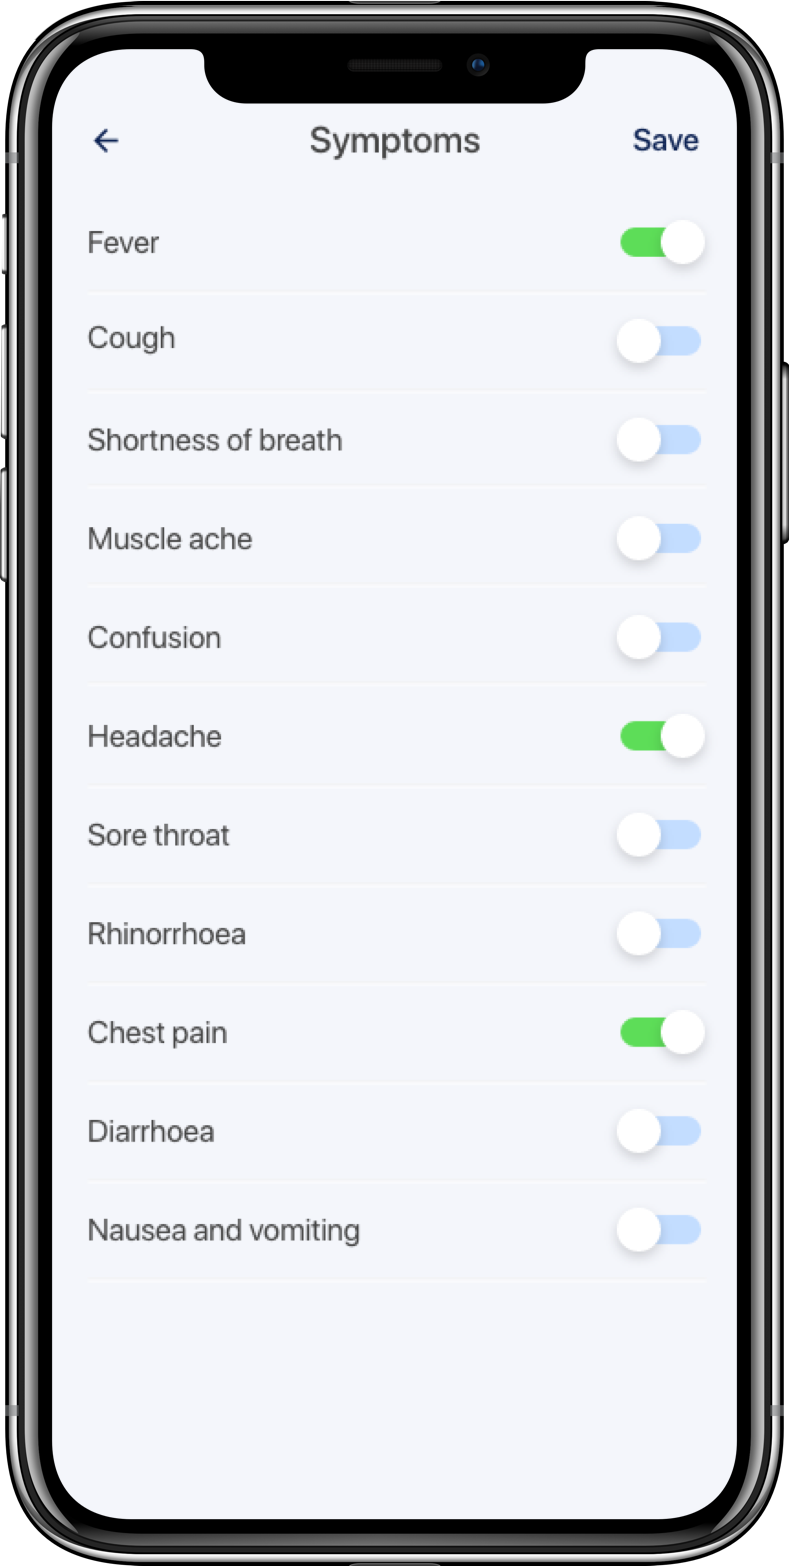 Symptoms Save
Fever
Cough
Shortness of breath
Muscle ache
Confusion
Headache
Sore throat
Rhinorrhoea
Chest pain
Diarrhoea
Nausea and vomiting